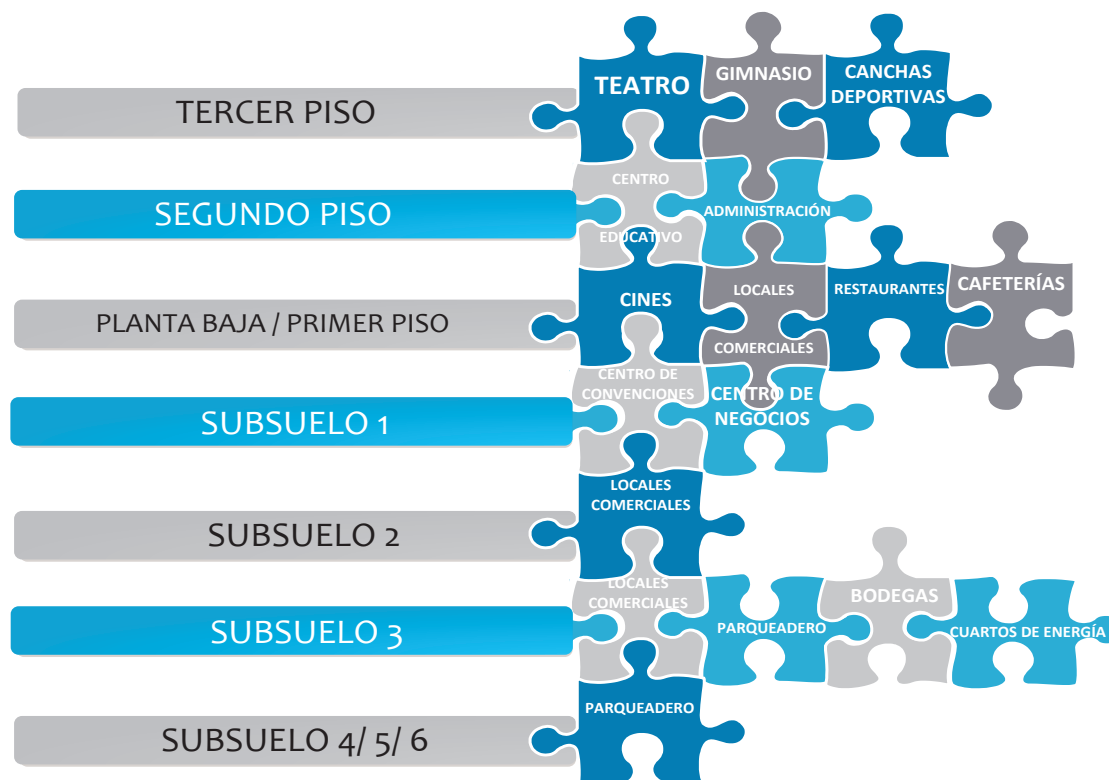 TERCER PISO
TEATRO
GIMNASIO
CANCHAS
DEPORTIVAS
SEGUNDO PISO
CENTRO
EDUCATIVO
ADMINISTRACIÓN
PLANTA BAJA / PRIMER PISO
CINES
LOCALES
COMERCIALES
RESTAURANTES
CAFETERÍAS
SUBSUELO 1
CENTRO DE
CONVENCIONES
CENTRO DE
NEGOCIOS
SUBSUELO 2
LOCALES
COMERCIALES
SUBSUELO 3
LOCALES
COMERCIALES
PARQUEADERO
BODEGAS
CUARTOS DE ENERGÍA
SUBSUELO 4/ 5/ 6
PARQUEADERO